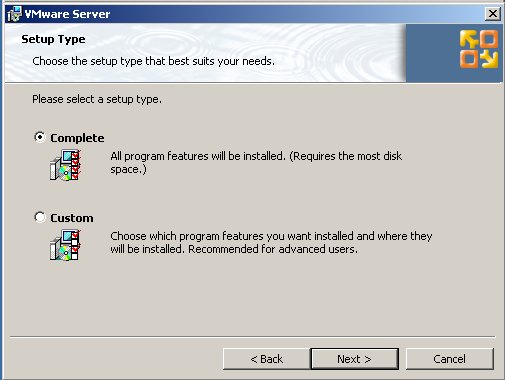 VMware Server
Setup Type
Choose the setup type that best suits your needs.
Please select a setup type.
Complete
All program features will be installed. (Requires the most disk
space.)
Custom
Choose which program features you want installed and where they
will be installed. Recommended for advanced users.
< Back Next > Cancel